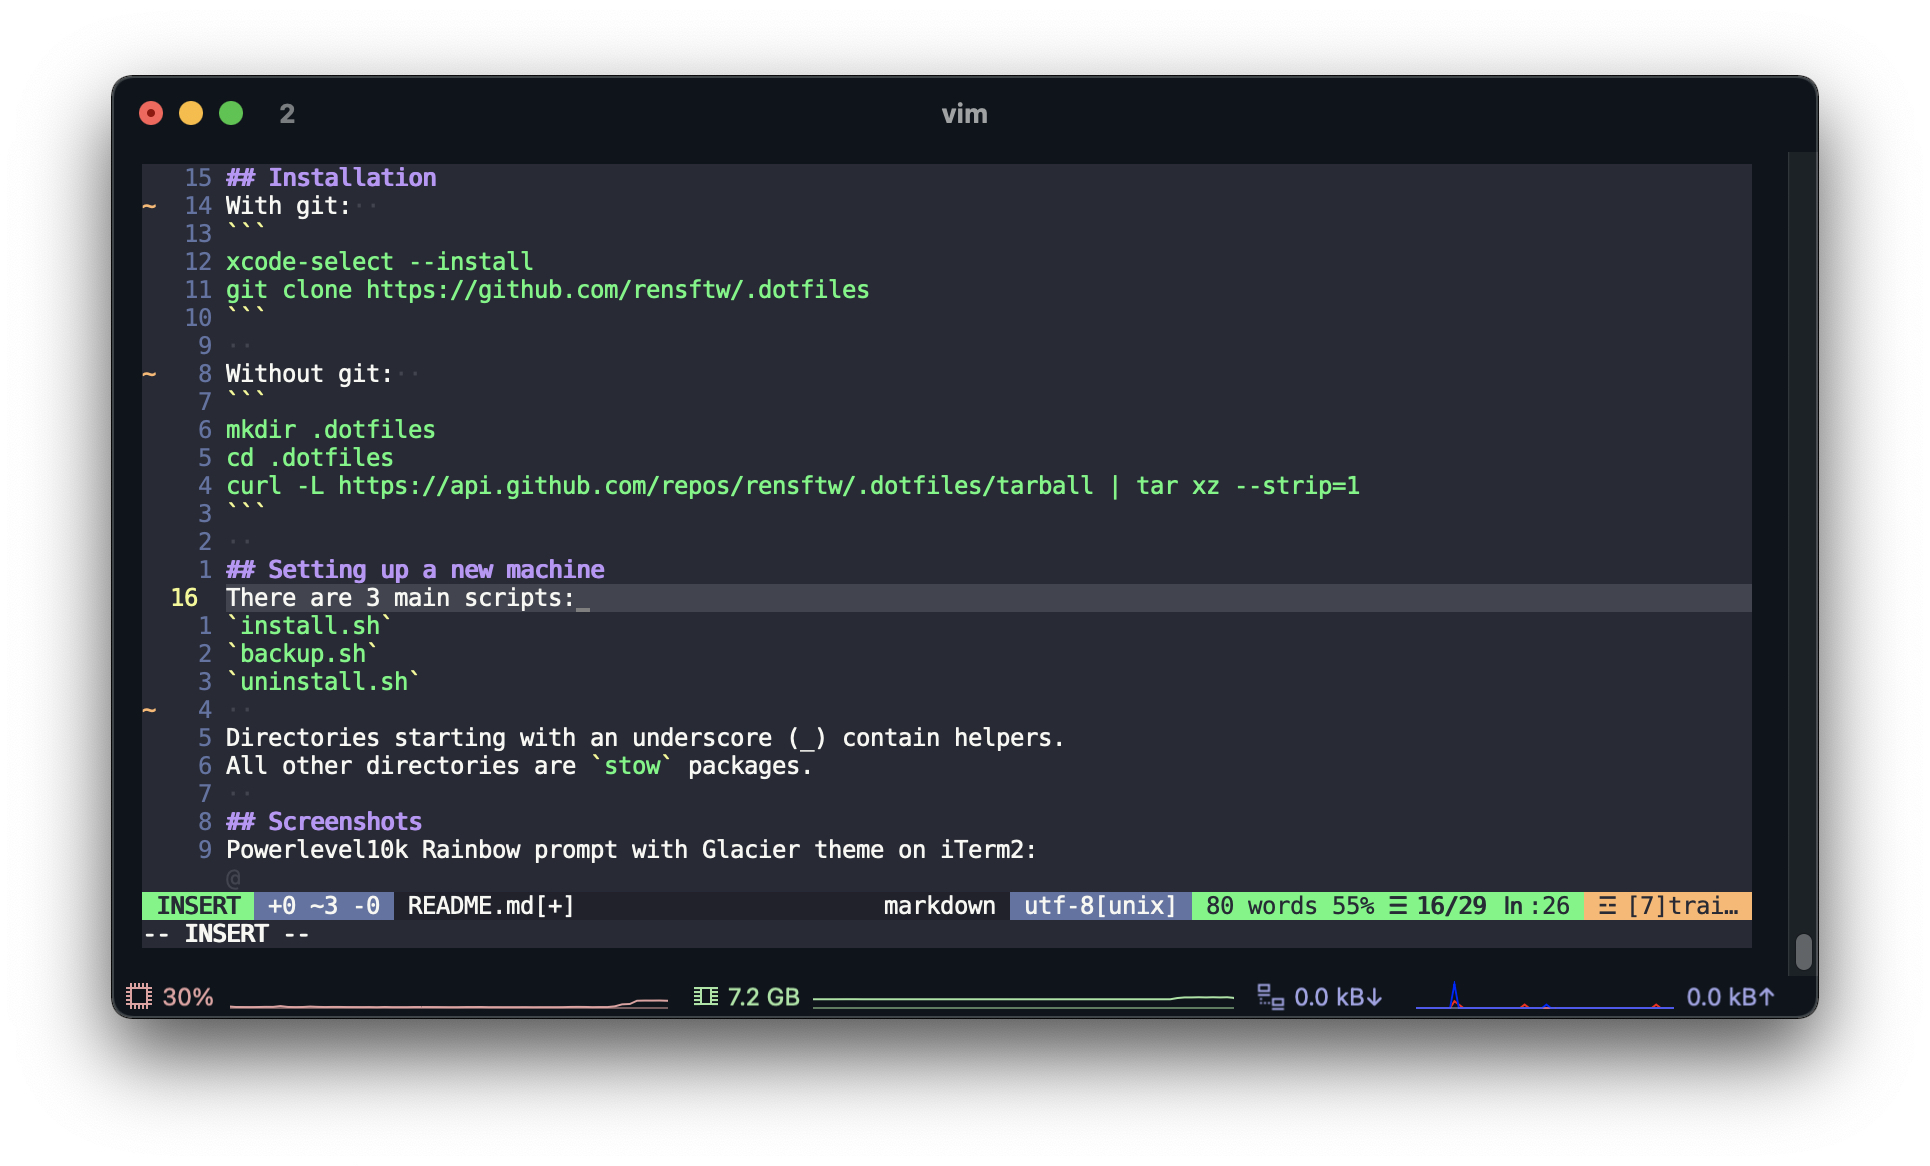 2 vim
15 ## Installation
~ 14 With git:··
13 ```
12 xcode-select --install
11 git clone https://github.com/rensftw/.dotfiles
10 ```
9 ··
~ 8 Without git:··
7 ```
6 mkdir .dotfiles
5 cd .dotfiles
4 curl -L https://api.github.com/repos/rensftw/.dotfiles/tarball | tar xz --strip=1
3 ```
2 ··
1 ## Setting up a new machine
16 There are 3 main scripts:_
1 `install.sh`
2 `backup.sh`
3 `uninstall.sh`
~ 4 ··
5 Directories starting with an underscore (_) contain helpers.
6 All other directories are `stow` packages.
7 ··
8 ## Screenshots
9 Powerlevel10k Rainbow prompt with Glacier theme on iTerm2:
@
INSERT +0 ~3 -0 README.md[+] markdown utf-8[unix] 80 words 55% ☰ 16/29 ln:26 ☲ [7]trai…
-- INSERT --
30% 7.2 GB 0.0 kB↓ 0.0 kB↑